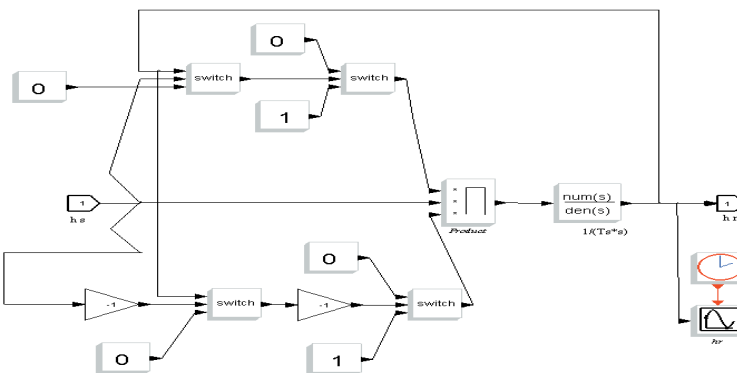 0
switch
switch
0
1
1
h s
Product
num(s)
den(s)
1/(Ts*s)
1
h r
0
-1
switch
-1
switch
0
1
hr